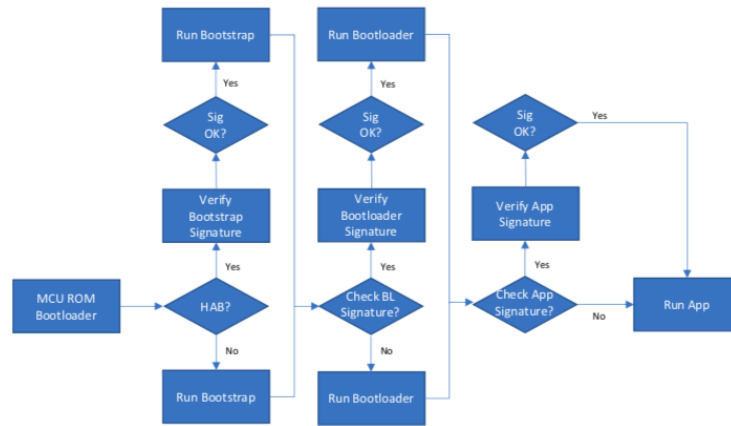 Run Bootstrap
Yes
Sig
OK?
Verify
Bootstrap
Signature
Yes
MCU ROM
Bootloader
HAB?
No
Run Bootstrap
Run Bootloader
Yes
Sig
OK?
Verify
Bootloader
Signature
Yes
Check BL
Signature?
No
Run Bootloader
Sig
OK?
Yes
Verify App
Signature
Yes
Check App
Signature?
No
Run App